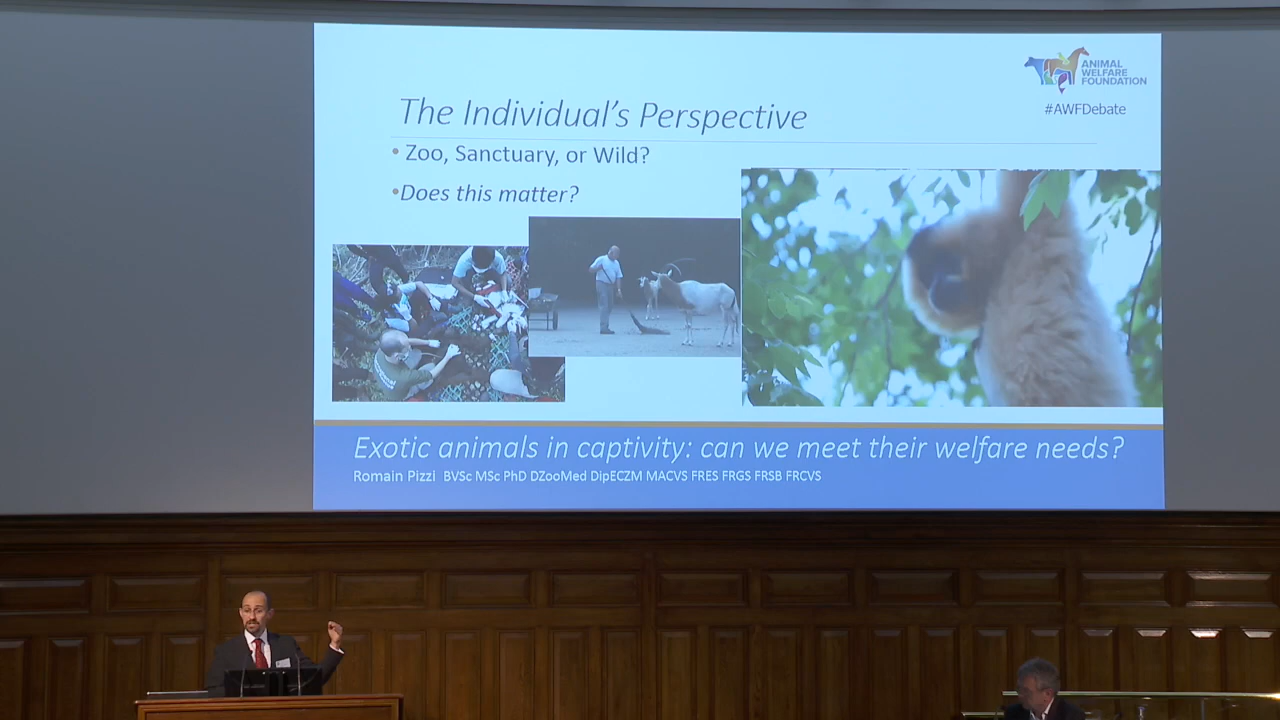 ANIMAL
WELFARE
FOUNDATION
#AWFDebate
The Individual's Perspective
• Zoo, Sanctuary, or Wild?
•Does this matter?
Exotic animals in captivity: can we meet their welfare needs?
Romain Pizzi BVSc MSc PhD DZooMed DipECZM MACVS FRES FRGS FRSB FRCVS